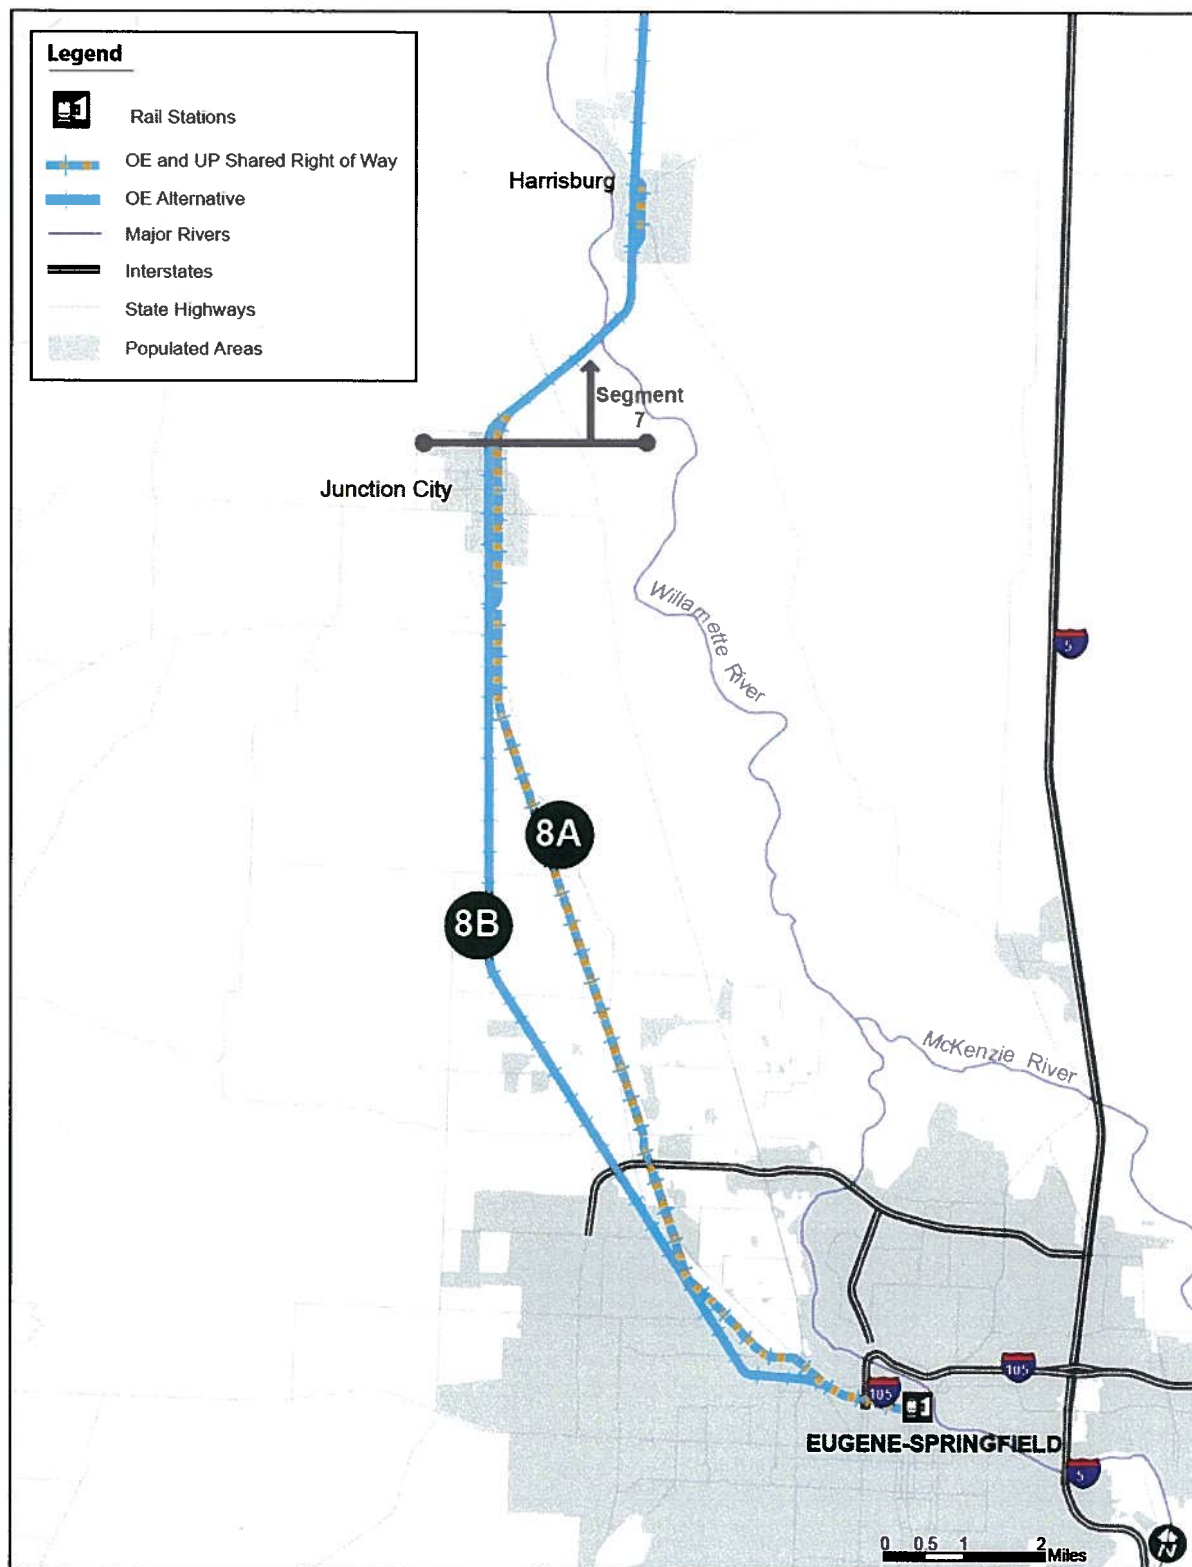 Legend
Rail Stations
OE and UP Shared Right of Way
OE Alternative
Major Rivers
Interstates
State Highways
Populated Areas
Harrisburg
Segment
7
Junction City
Willamette River
5
8A
8B
McKenzie River
105
105
EUGENE-SPRINGFIELD
5
0 0.5 1 2
Miles
N